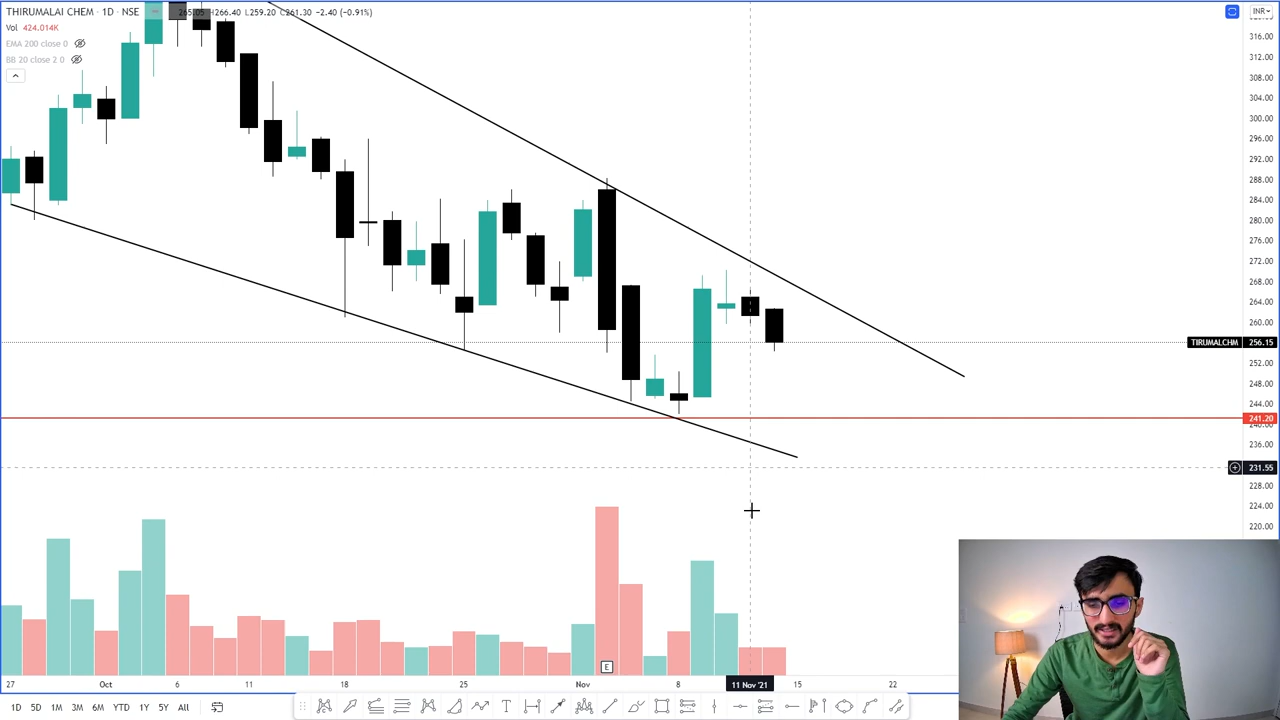 THIRUMALAI CHEM · 1D · NSE 265.05 H266.40 L259.20 C261.30 −2.40 (−0.91%)
INR
Vol 424.014K
EMA 200 close 0
BB 20 close 2 0
316.00
312.00
308.00
304.00
300.00
296.00
292.00
288.00
284.00
280.00
276.00
272.00
268.00
264.00
260.00
TIRUMALCHM 256.15
252.00
248.00
244.00
241.20
240.00
236.00
231.55
228.00
224.00
220.00
E
27 Oct 6 11 18 25 Nov 8 11 Nov '21 15 22
1D 5D 1M 3M 6M YTD 1Y 5Y All